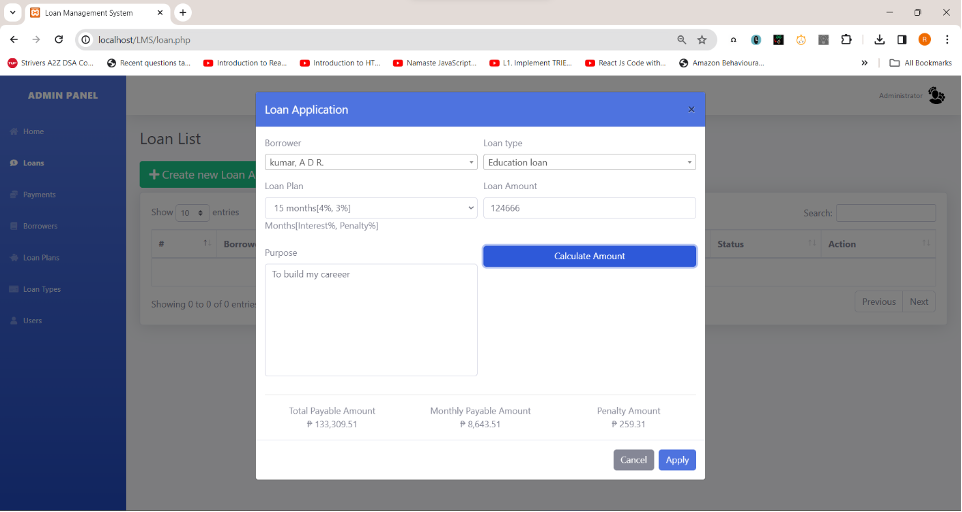 Loan Management System
localhost/LMS/loan.php
Strivers A2Z DSA Co... Recent questions ta... Introduction to Rea... Introduction to HT... Namaste JavaScript... L1. Implement TRIE... React Js Code with... Amazon Behavioura... » All Bookmarks
ADMIN PANEL
Administrator
Home
Loans
Payments
Borrowers
Loan Plans
Loan Types
Users
Loan List
Create new Loan A
Show 10 entries
Search:
# Borrow Status Action
Showing 0 to 0 of 0 entrie
Previous Next
Loan Application
×
Borrower Loan type
kumar, A D R. Education loan
Loan Plan Loan Amount
15 months[4%, 3%] 124666
Months[Interest%, Penalty%]
Purpose Calculate Amount
To build my careeer
Total Payable Amount Monthly Payable Amount Penalty Amount
₱ 133,309.51 ₱ 8,643.51 ₱ 259.31
Cancel Apply